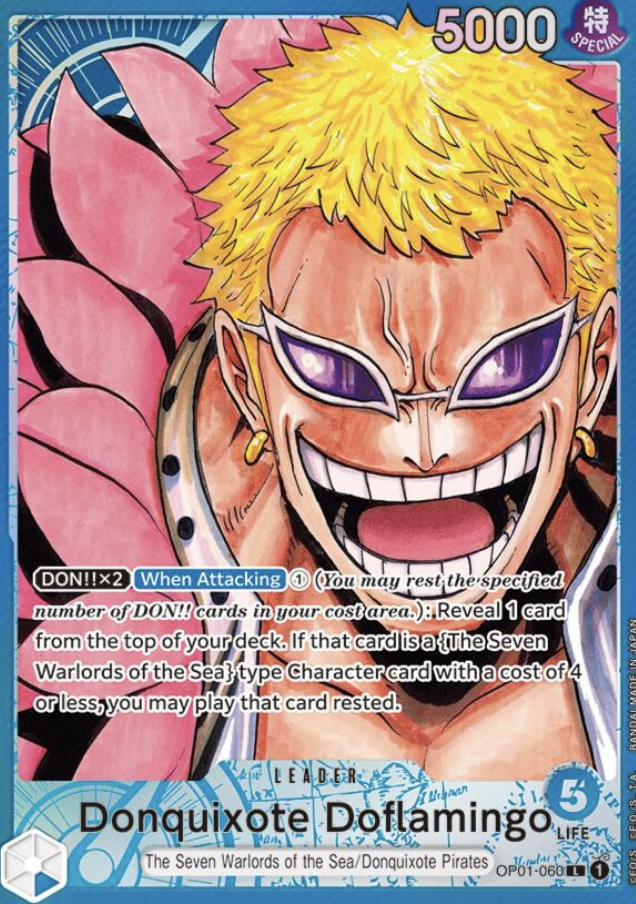 5000
特
SPECIAL
DON!!×2 When Attacking ① (You may rest the specified
number of DON!! cards in your cost area.): Reveal 1 card
from the top of your deck. If that card is a {The Seven
Warlords of the Sea} type Character card with a cost of 4
or less, you may play that card rested.
LEADER
Donquixote Doflamingo
5
LIFE
The Seven Warlords of the Sea/Donquixote Pirates
OP01-060 L 1
BANDAI MADE IN JAPAN